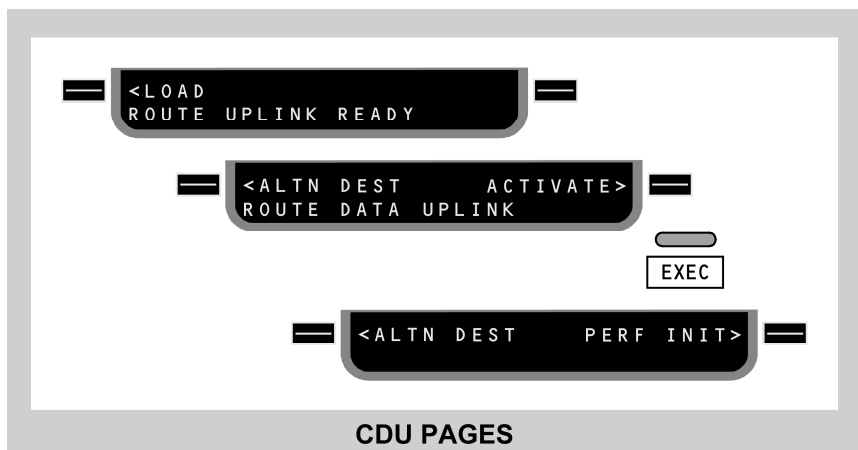 <LOAD
ROUTE UPLINK READY
<ALTN DEST ACTIVATE>
ROUTE DATA UPLINK
EXEC
<ALTN DEST PERF INIT>
CDU PAGES